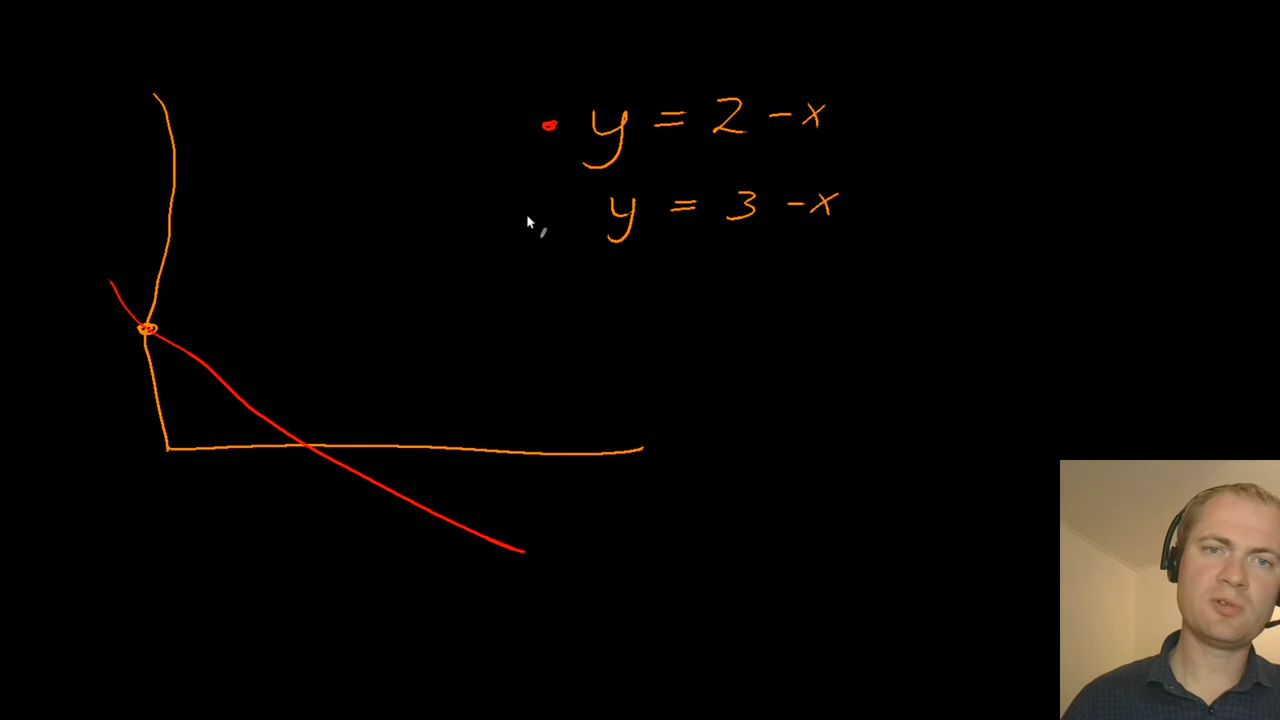 y = 2 - x
y = 3 - x